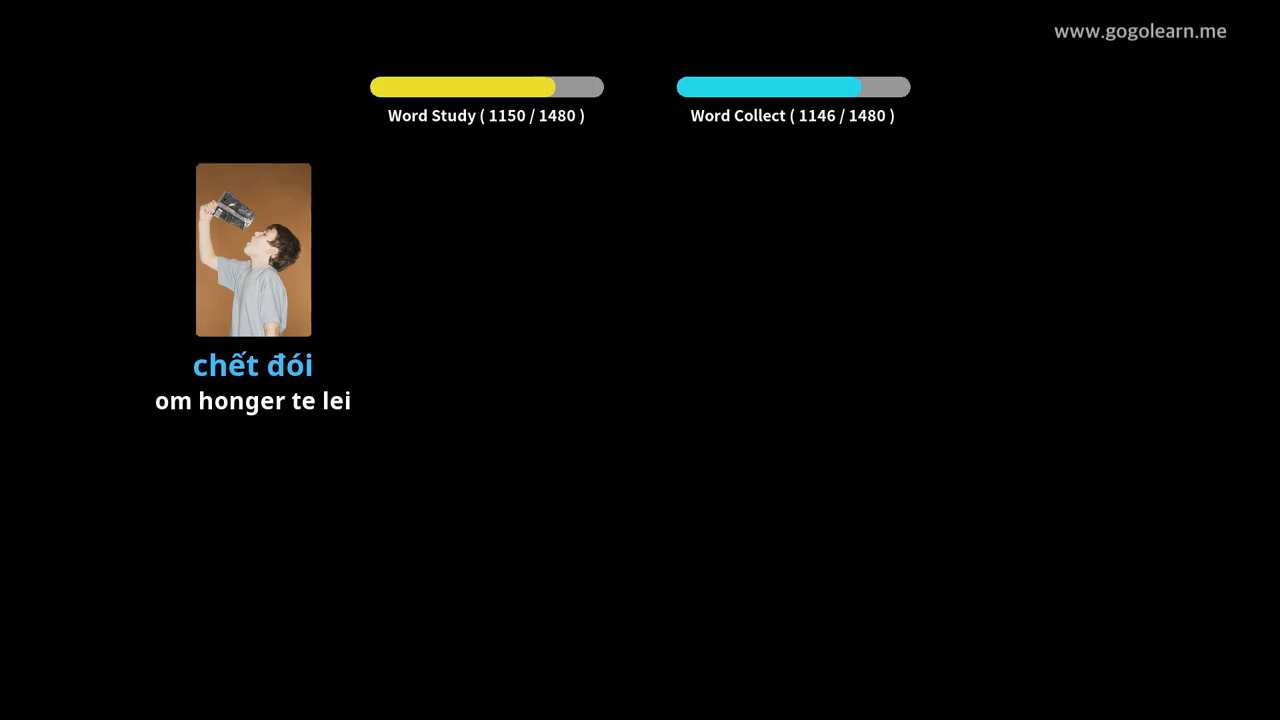 www.gogolearn.me
Word Study ( 1150 / 1480 )
Word Collect ( 1146 / 1480 )
chết đói
om honger te lei